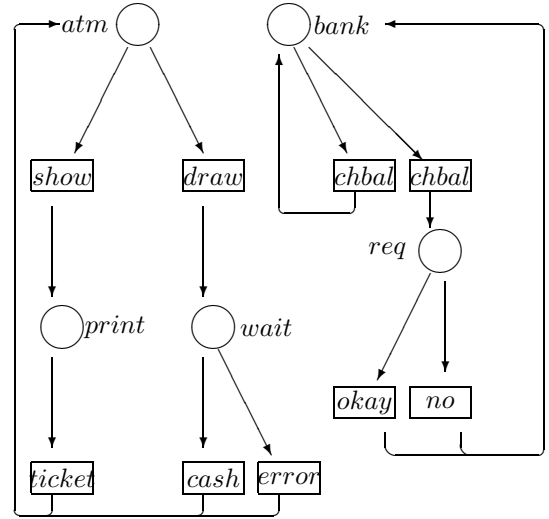 atm
bank
show
draw
chbal
chbal
req
print
wait
okay
no
ticket
cash
error